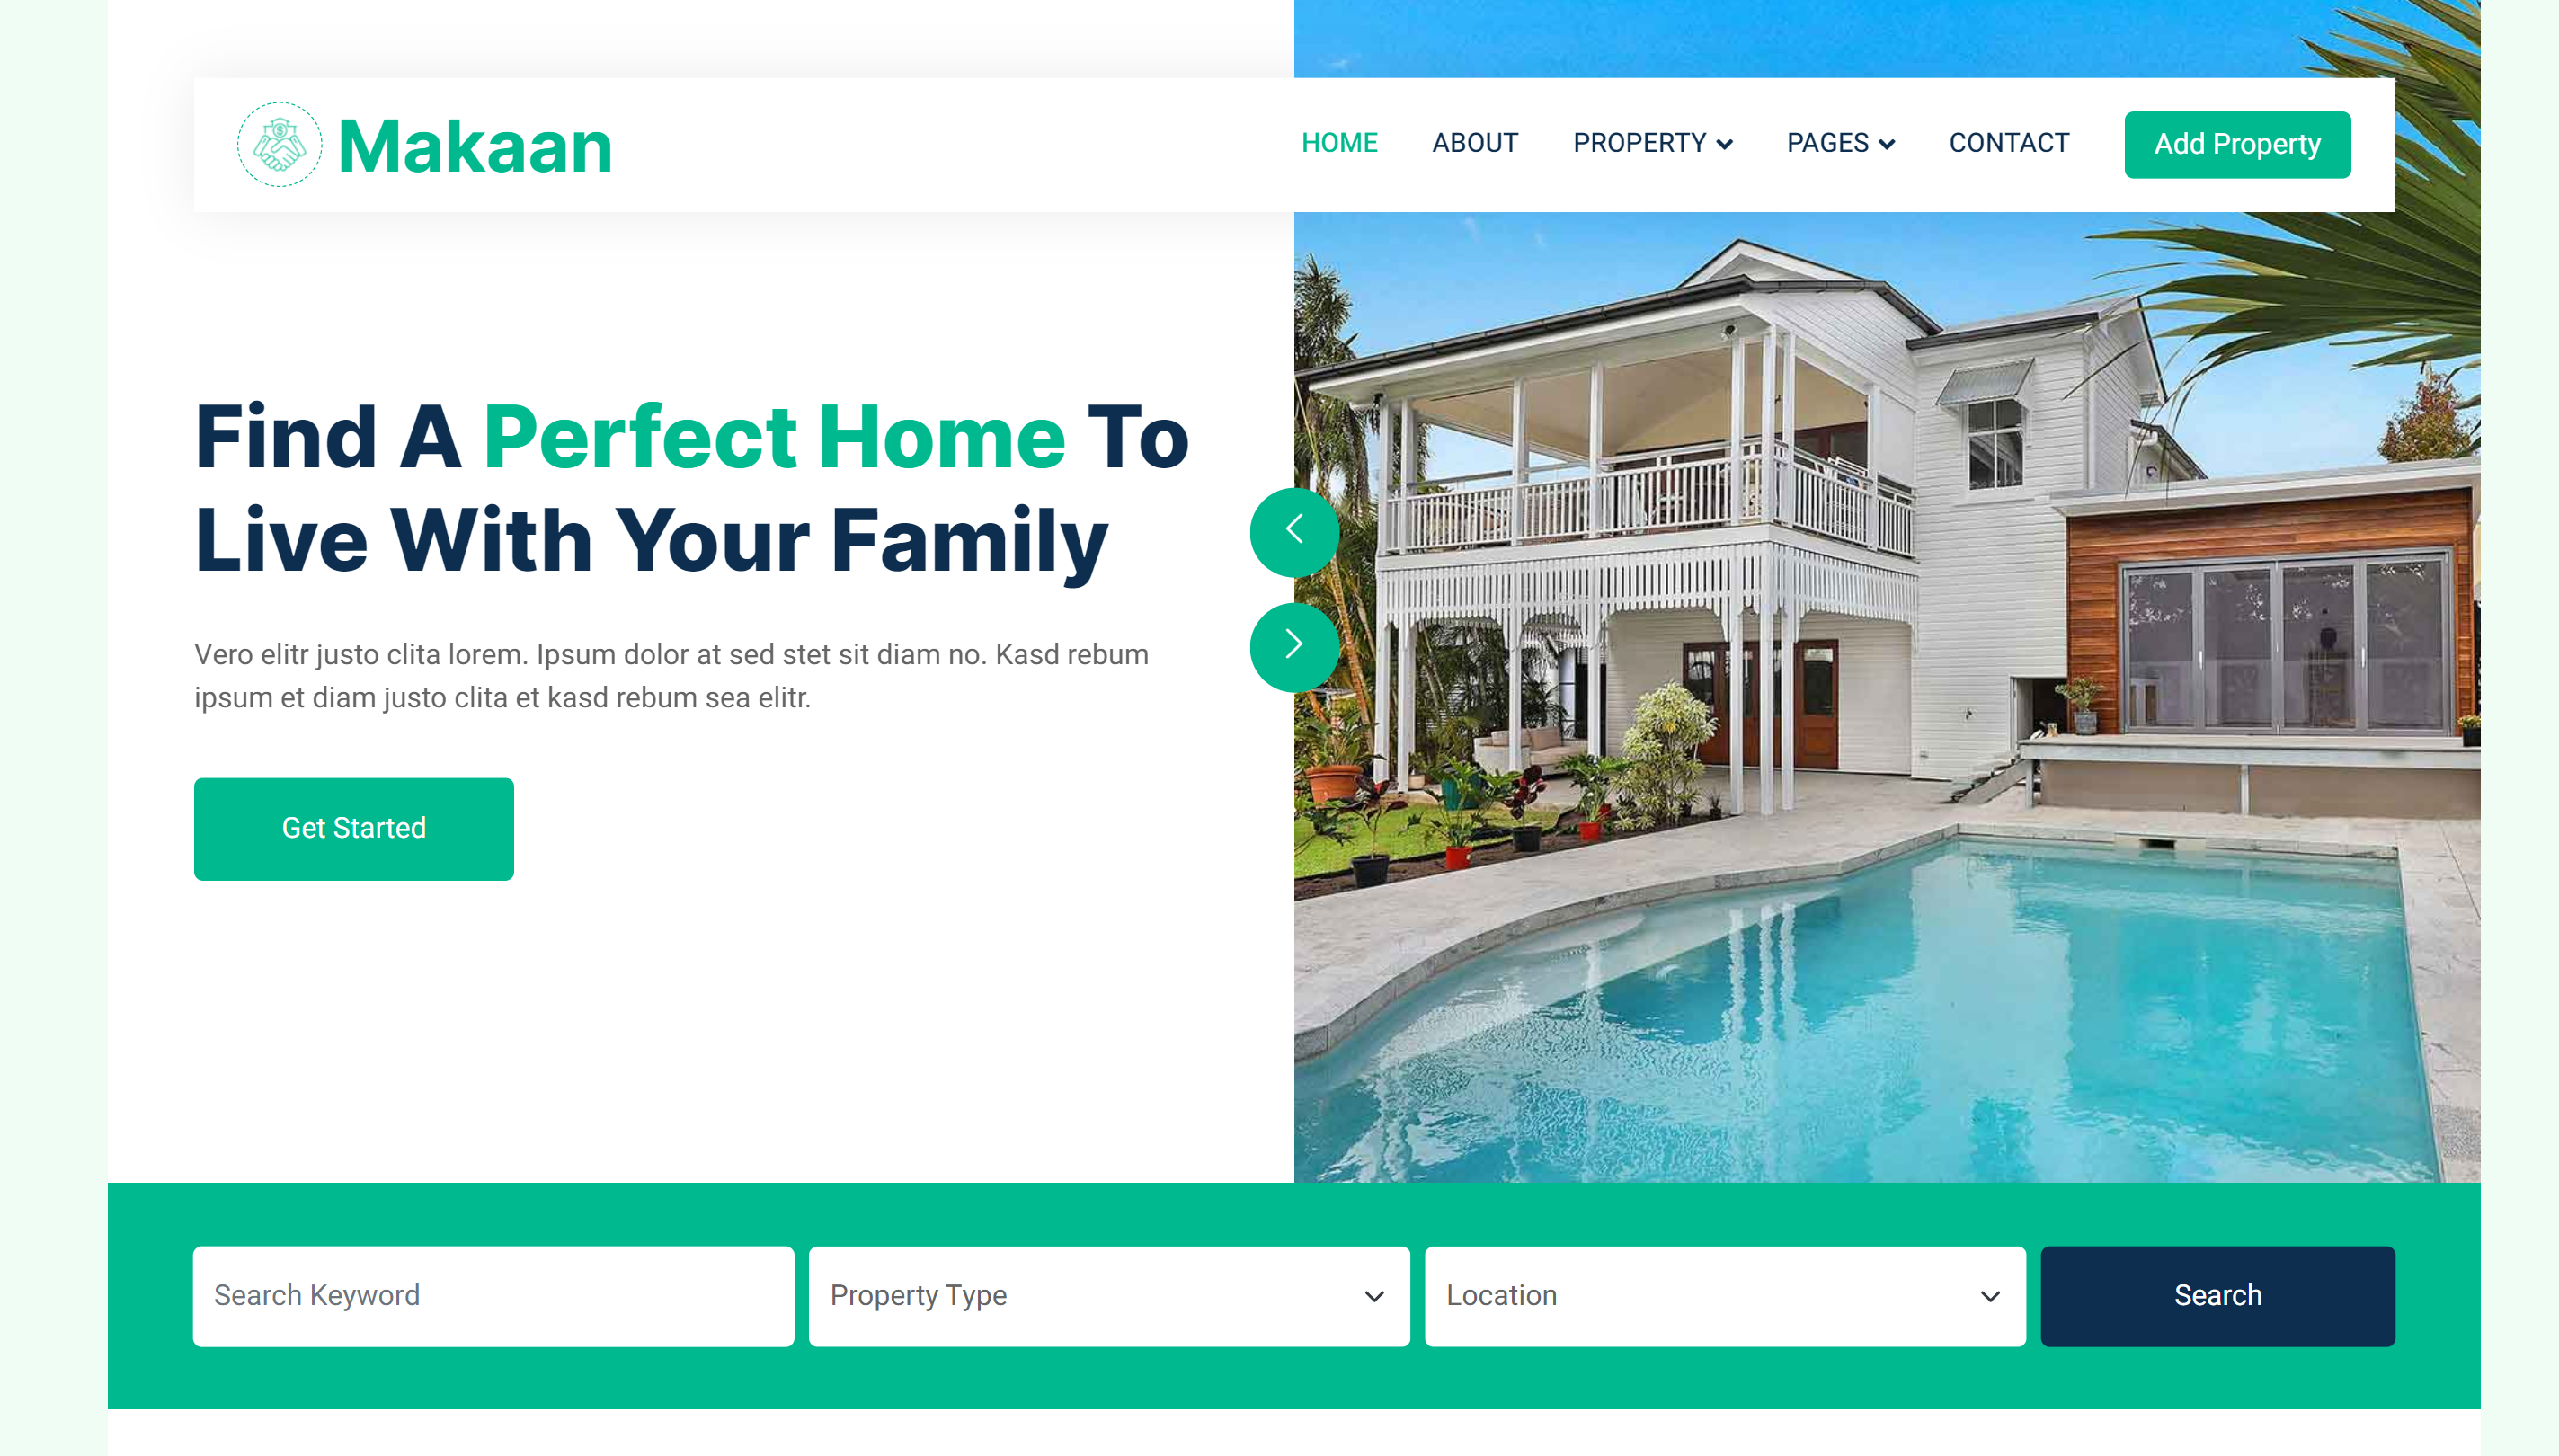 Makaan
HOME ABOUT PROPERTY PAGES CONTACT Add Property
Find A Perfect Home To
Live With Your Family
Vero elitr justo clita lorem. Ipsum dolor at sed stet sit diam no. Kasd rebum
ipsum et diam justo clita et kasd rebum sea elitr.
Get Started
Search Keyword Property Type Location Search